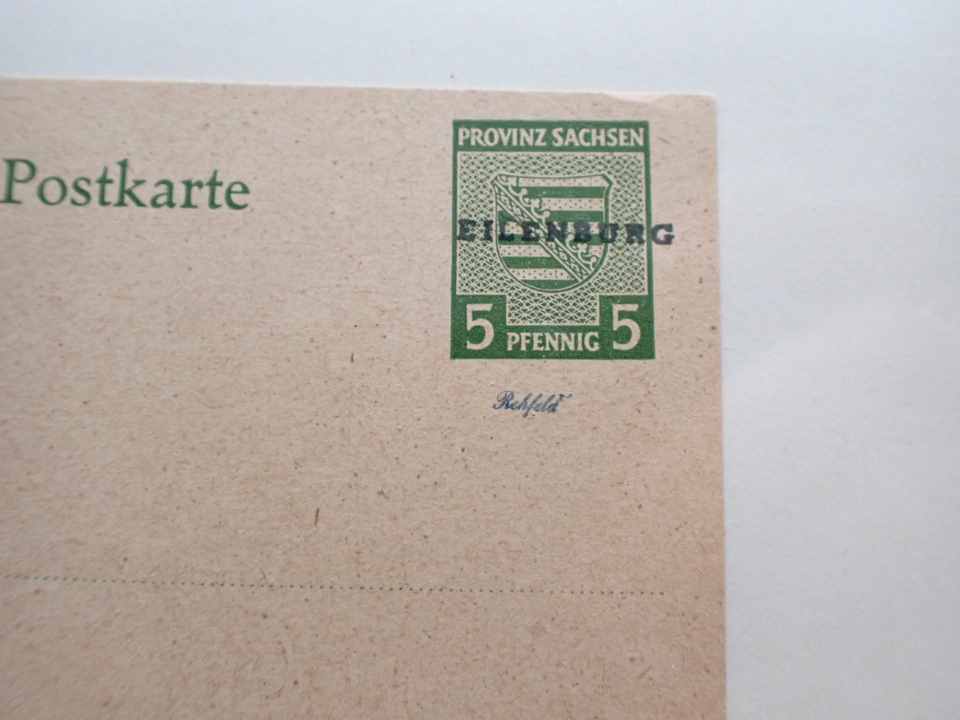 PROVINZ SACHSEN
Postkarte
EILENBURG
5 PFENNIG 5
Rehfeld